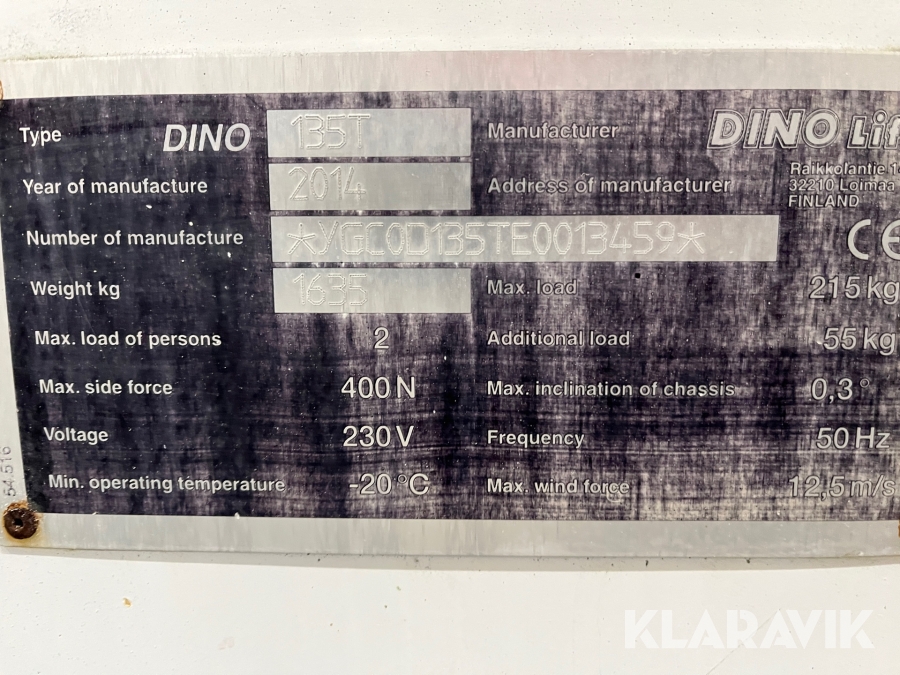 Type DINO 135T Manufacturer DINO Lif
Raikkolantie 1
Year of manufacture 2014 Address of manufacturer 32210 Loimaa
FINLAND
Number of manufacture *YGC0D135TE0013459* CE
Weight kg 1635 Max. load 215 kg
Max. load of persons 2 Additional load 55 kg
Max. side force 400 N Max. inclination of chassis 0,3 °
Voltage 230 V Frequency 50 Hz
Min. operating temperature -20 °C Max. wind force 12,5 m/s
54.516
KLARAVIK